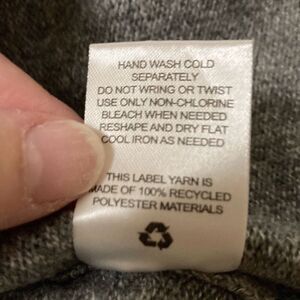 HAND WASH COLD
SEPARATELY
DO NOT WRING OR TWIST
USE ONLY NON-CHLORINE
BLEACH WHEN NEEDED
RESHAPE AND DRY FLAT
COOL IRON AS NEEDED
THIS LABEL YARN IS
MADE OF 100% RECYCLED
POLYESTER MATERIALS